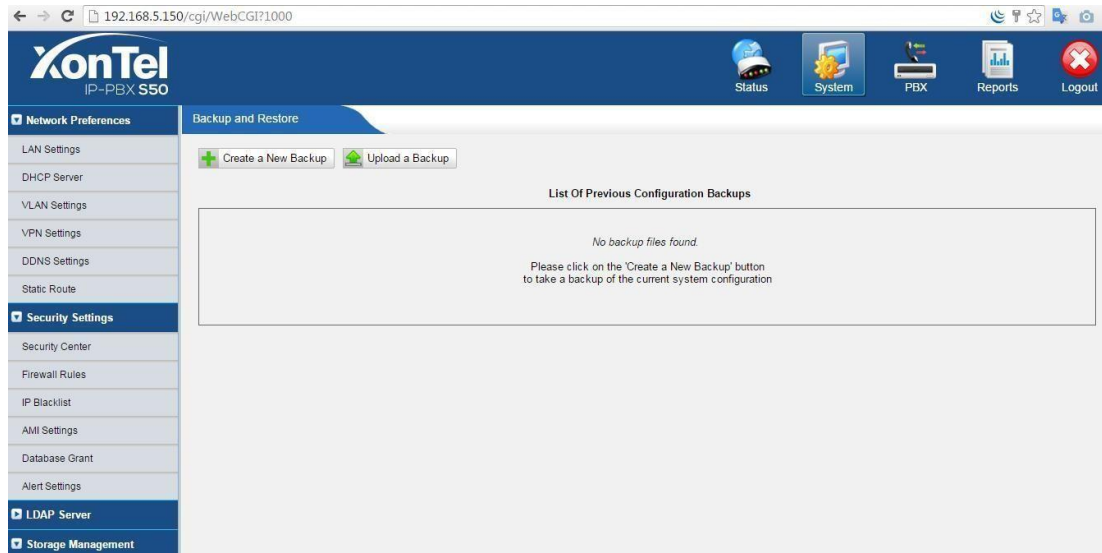 192.168.5.150/cgi/WebCGI?1000
XonTel
IP-PBX S50
Status
System
PBX
Reports
Logout
Network Preferences
Backup and Restore
LAN Settings
DHCP Server
VLAN Settings
VPN Settings
DDNS Settings
Static Route
Security Settings
Security Center
Firewall Rules
IP Blacklist
AMI Settings
Database Grant
Alert Settings
LDAP Server
Storage Management
Create a New Backup
Upload a Backup
List Of Previous Configuration Backups
No backup files found.
Please click on the 'Create a New Backup' button
to take a backup of the current system configuration